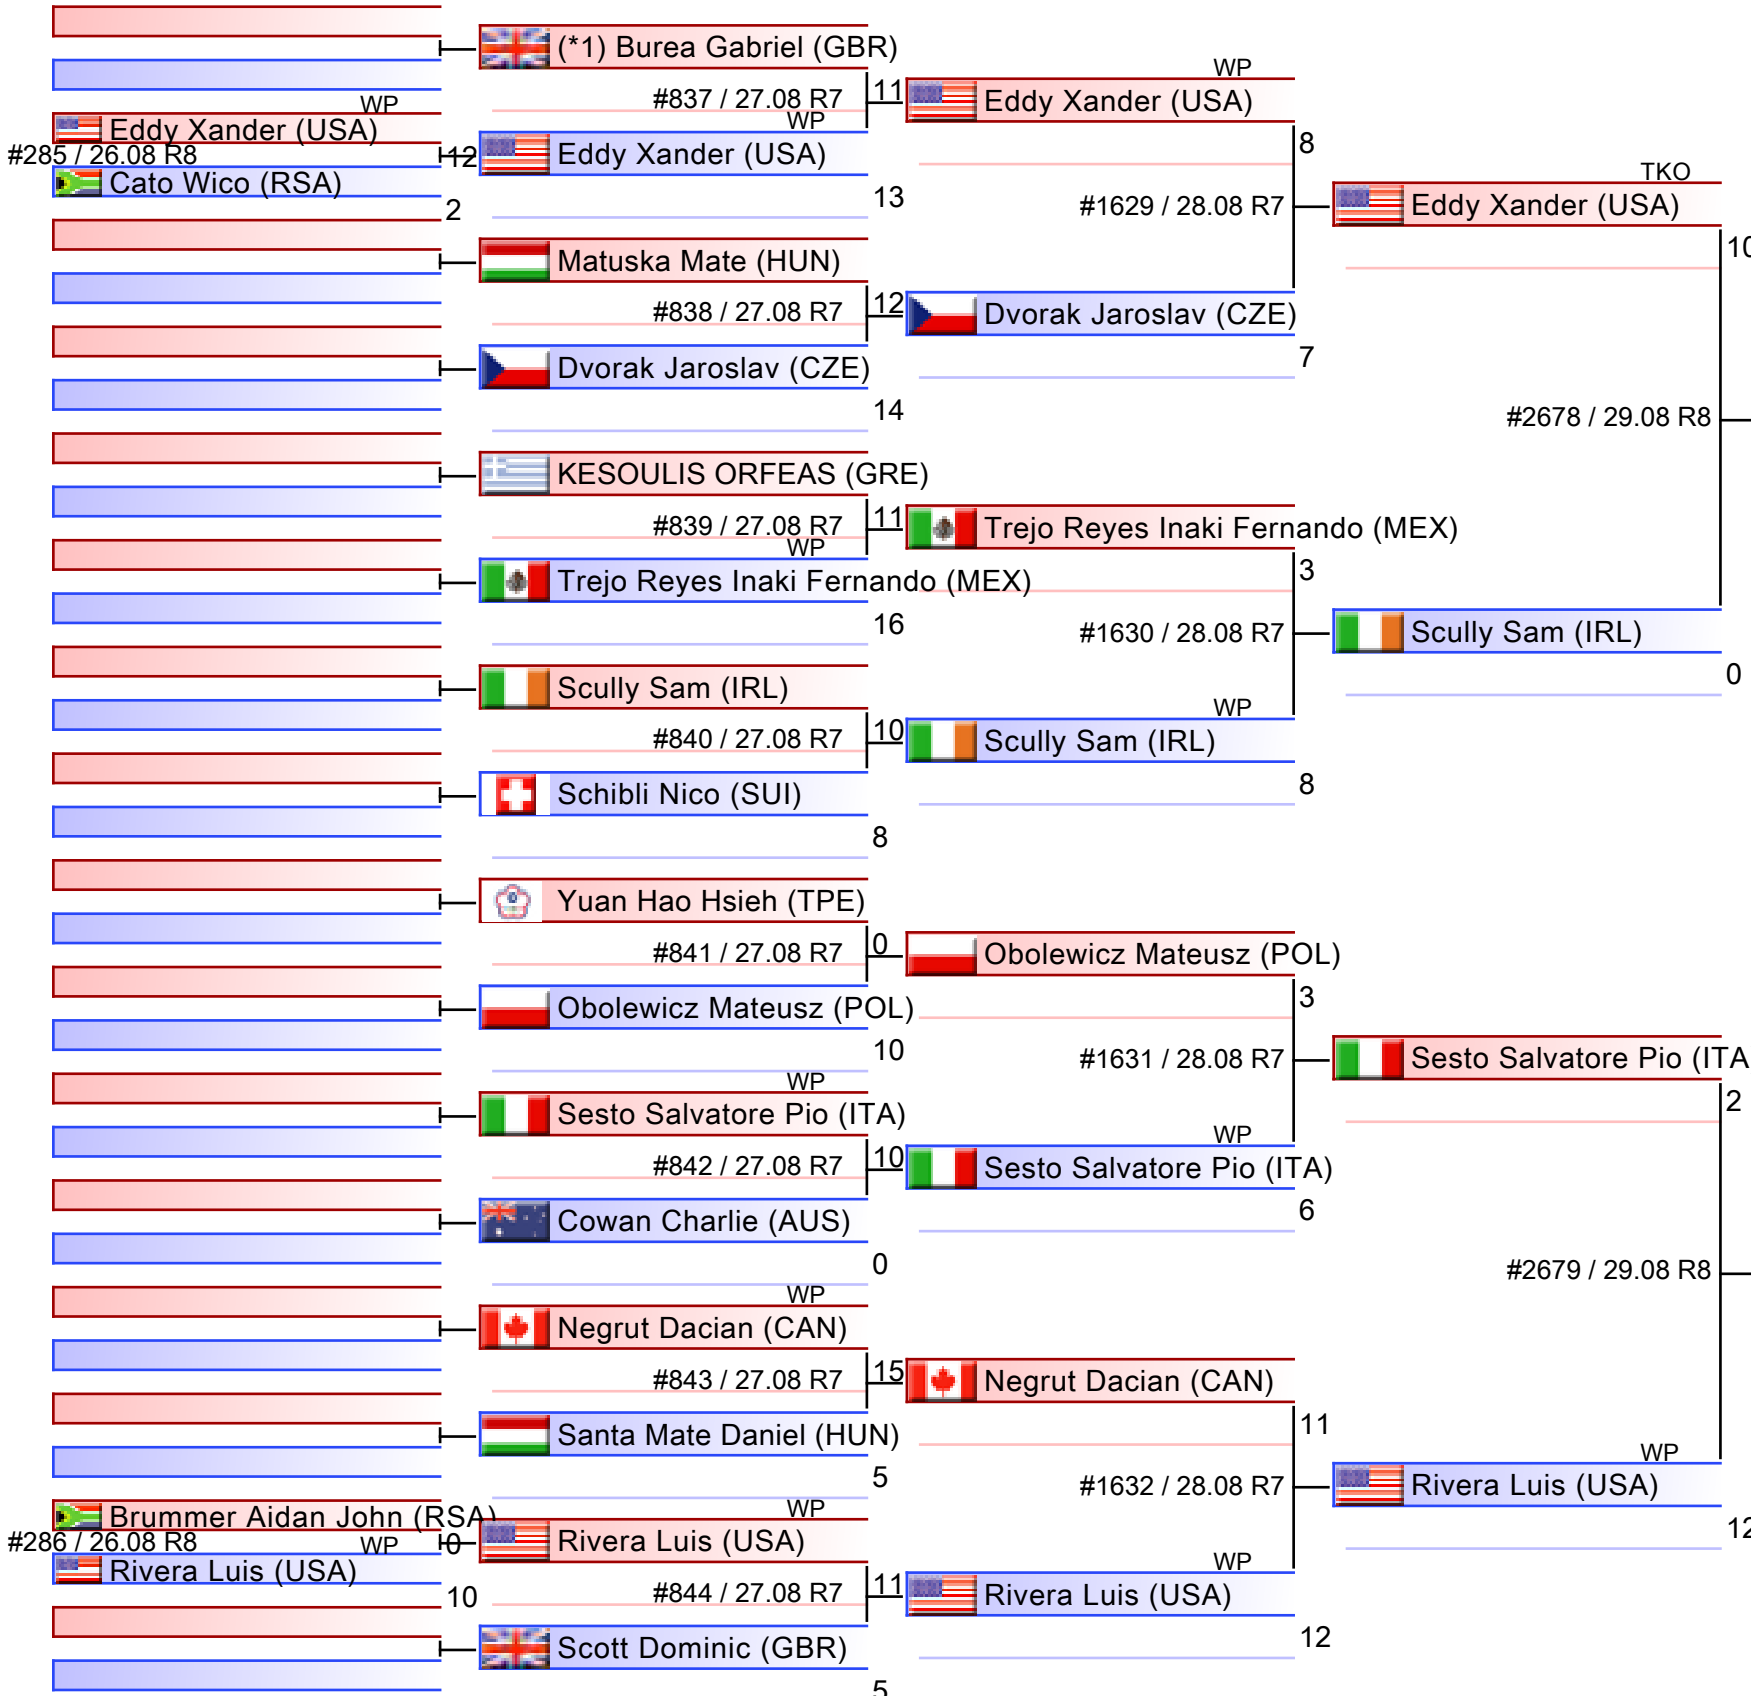 (*1) Burea Gabriel (GBR)
WP
#837 / 27.08 R7
11
Eddy Xander (USA)
WP
Eddy Xander (USA)
WP
#285 / 26.08 R8
12
Eddy Xander (USA)
8
Cato Wico (RSA)
TKO
2
13
#1629 / 28.08 R7
Eddy Xander (USA)
10
Matuska Mate (HUN)
#838 / 27.08 R7
12
Dvorak Jaroslav (CZE)
Dvorak Jaroslav (CZE)
7
14
#2678 / 29.08 R8
KESOULIS ORFEAS (GRE)
#839 / 27.08 R7
11
Trejo Reyes Inaki Fernando (MEX)
WP
Trejo Reyes Inaki Fernando (MEX)
3
16
#1630 / 28.08 R7
Scully Sam (IRL)
0
Scully Sam (IRL)
WP
#840 / 27.08 R7
10
Scully Sam (IRL)
Schibli Nico (SUI)
8
8
Yuan Hao Hsieh (TPE)
#841 / 27.08 R7
0
Obolewicz Mateusz (POL)
Obolewicz Mateusz (POL)
3
10
#1631 / 28.08 R7
Sesto Salvatore Pio (ITA
2
WP
Sesto Salvatore Pio (ITA)
WP
#842 / 27.08 R7
10
Sesto Salvatore Pio (ITA)
Cowan Charlie (AUS)
6
0
#2679 / 29.08 R8
WP
Negrut Dacian (CAN)
#843 / 27.08 R7
15
Negrut Dacian (CAN)
Santa Mate Daniel (HUN)
11
5
WP
#1632 / 28.08 R7
Rivera Luis (USA)
12
Brummer Aidan John (RSA)
WP
#286 / 26.08 R8
WP
0
Rivera Luis (USA)
Rivera Luis (USA)
WP
10
#844 / 27.08 R7
11
Rivera Luis (USA)
Scott Dominic (GBR)
12
5